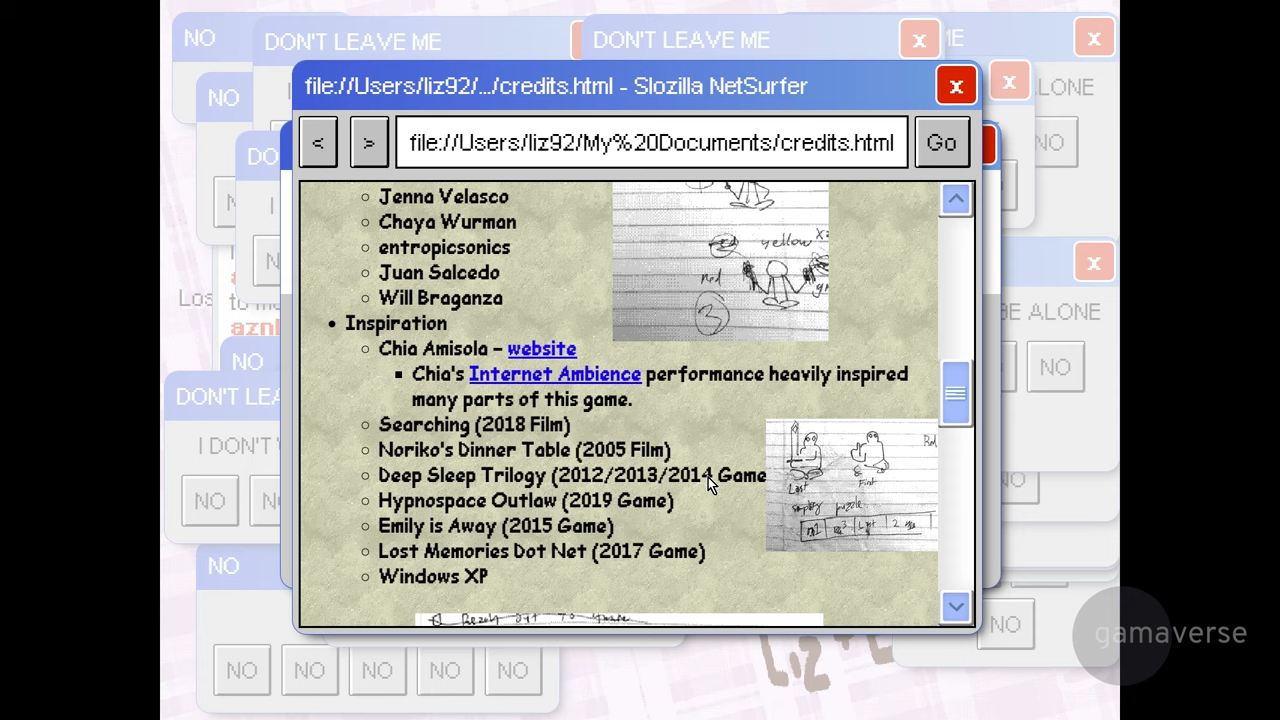 NO
DON'T LEAVE ME
DON'T LEAVE ME
x
ME
x
file://Users/liz92/.../credits.html - Slozilla NetSurfer
x
x
NO
ALONE
<
>
file://Users/liz92/My%20Documents/credits.html
Go
NO
Jenna Velasco
Chaya Wurman
entropicsonics
yellow
Juan Salcedo
red
x
Will Braganza
3
BE ALONE
Inspiration
Chia Amisola – website
NO
NO
Chia's Internet Ambience performance heavily inspired
many parts of this game.
DON'T LEA
Searching (2018 Film)
I DON'T
Noriko's Dinner Table (2005 Film)
Deep Sleep Trilogy (2012/2013/2014 Game
NO
Hypnospace Outlaw (2019 Game)
NO
Emily is Away (2015 Game)
Lost Memories Dot Net (2017 Game)
NO
Windows XP
NO
gamaverse
NO
NO
NO
NO
NO